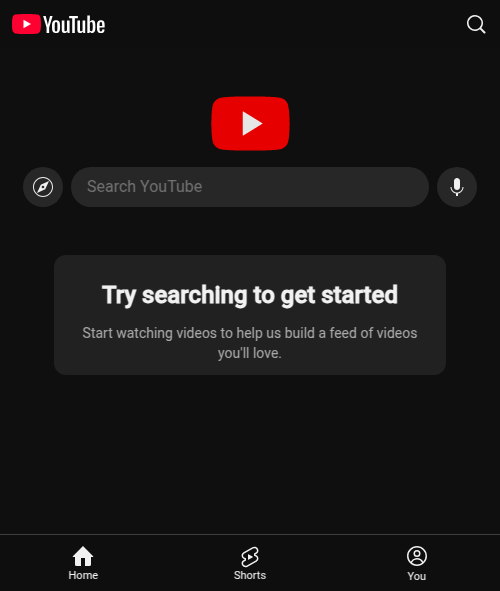 YouTube
Search YouTube
Try searching to get started
Start watching videos to help us build a feed of videos
you'll love.
Home
Shorts
You